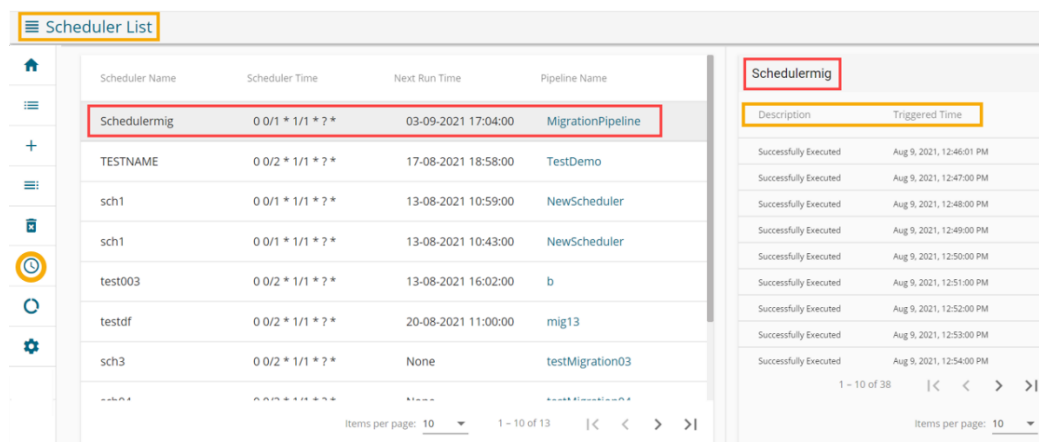 Scheduler List
Scheduler Name Scheduler Time Next Run Time Pipeline Name
Schedulermig 0 0/1 * 1/1 * ? * 03-09-2021 17:04:00 MigrationPipeline
TESTNAME 0 0/2 * 1/1 * ? * 17-08-2021 18:58:00 TestDemo
sch1 0 0/1 * 1/1 * ? * 13-08-2021 10:59:00 NewScheduler
sch1 0 0/1 * 1/1 * ? * 13-08-2021 10:43:00 NewScheduler
test003 0 0/2 * 1/1 * ? * 13-08-2021 16:02:00 b
testdf 0 0/2 * 1/1 * ? * 20-08-2021 11:00:00 mig13
sch3 0 0/2 * 1/1 * ? * None testMigration03
Items per page: 10 1 – 10 of 13
Schedulermig
Description Triggered Time
Successfully Executed Aug 9, 2021, 12:46:01 PM
Successfully Executed Aug 9, 2021, 12:47:00 PM
Successfully Executed Aug 9, 2021, 12:48:00 PM
Successfully Executed Aug 9, 2021, 12:49:00 PM
Successfully Executed Aug 9, 2021, 12:50:00 PM
Successfully Executed Aug 9, 2021, 12:51:00 PM
Successfully Executed Aug 9, 2021, 12:52:00 PM
Successfully Executed Aug 9, 2021, 12:53:00 PM
Successfully Executed Aug 9, 2021, 12:54:00 PM
1 – 10 of 38
Items per page: 10